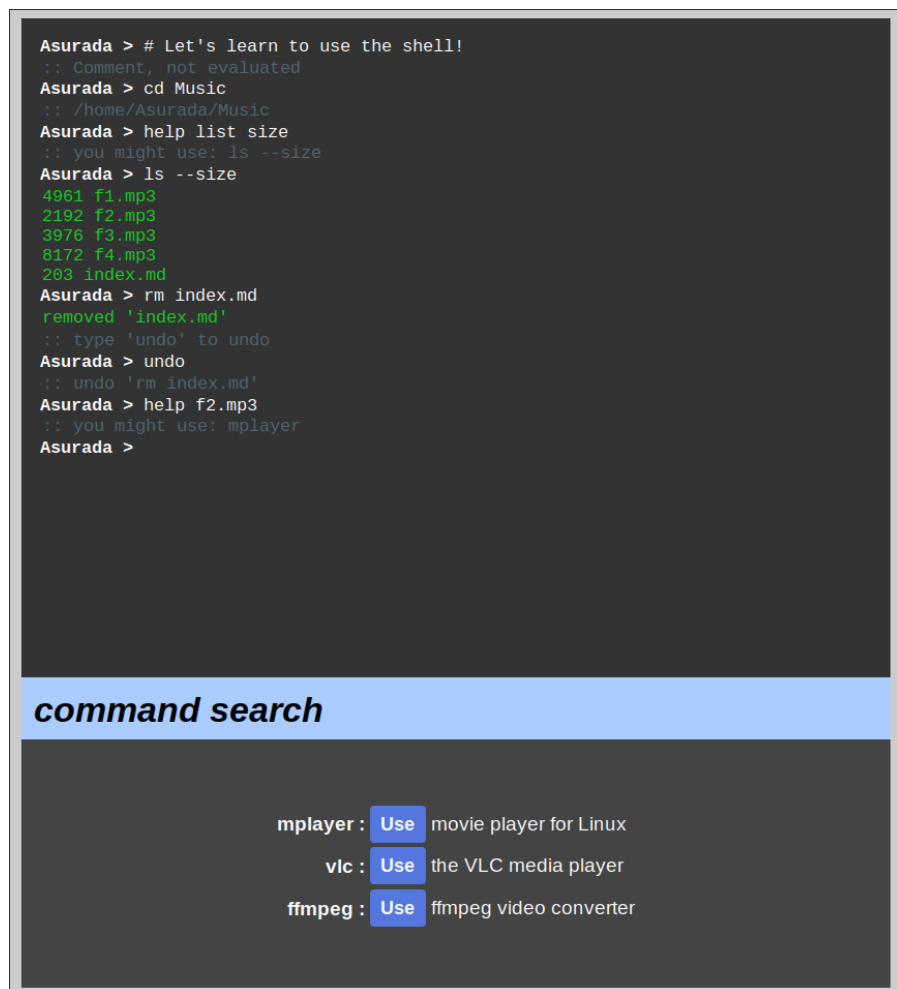 Asurada > # Let's learn to use the shell!
:: Comment, not evaluated
Asurada > cd Music
:: /home/Asurada/Music
Asurada > help list size
:: you might use: ls --size
Asurada > ls --size
4961 f1.mp3
2192 f2.mp3
3976 f3.mp3
8172 f4.mp3
203 index.md
Asurada > rm index.md
removed 'index.md'
:: type 'undo' to undo
Asurada > undo
:: undo 'rm index.md'
Asurada > help f2.mp3
:: you might use: mplayer
Asurada >
command search
mplayer : Use movie player for Linux
vlc : Use the VLC media player
ffmpeg : Use ffmpeg video converter